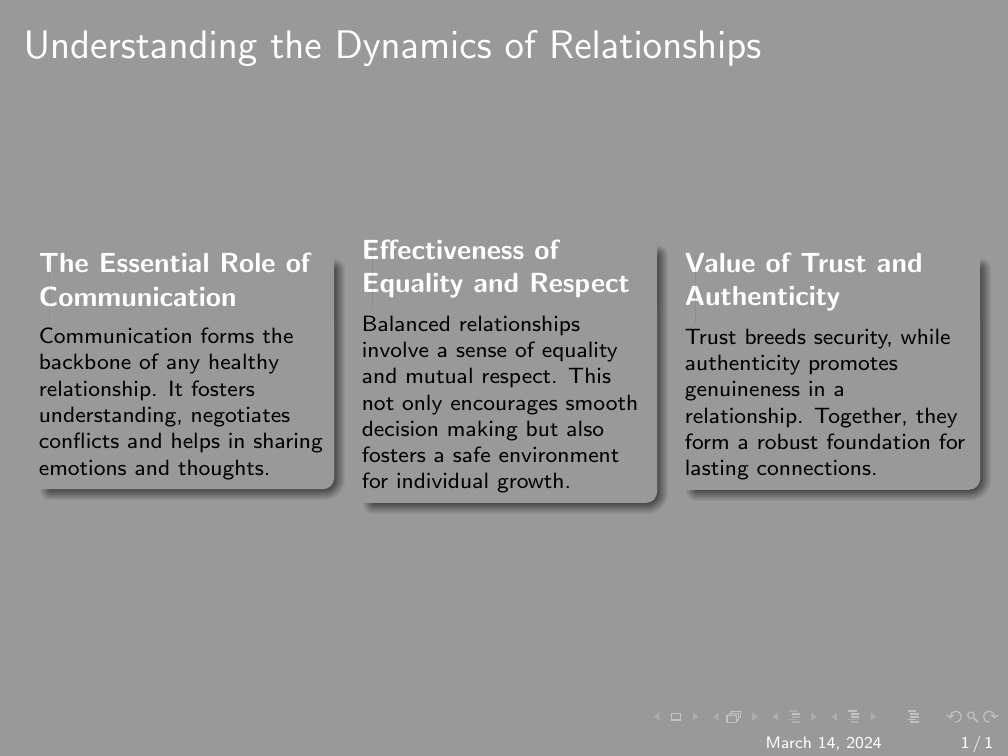 Understanding the Dynamics of Relationships
The Essential Role of
Communication
Communication forms the
backbone of any healthy
relationship. It fosters
understanding, negotiates
conflicts and helps in sharing
emotions and thoughts.
Effectiveness of
Equality and Respect
Balanced relationships
involve a sense of equality
and mutual respect. This
not only encourages smooth
decision making but also
fosters a safe environment
for individual growth.
Value of Trust and
Authenticity
Trust breeds security, while
authenticity promotes
genuineness in a
relationship. Together, they
form a robust foundation for
lasting connections.
March 14, 2024
1 / 1